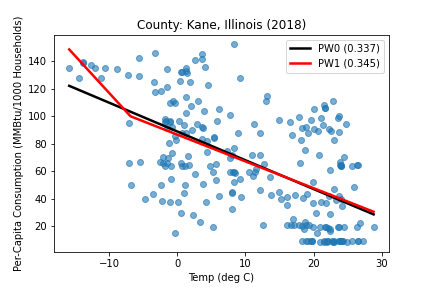 County: Kane, Illinois (2018)
Per-Capita Consumption (MMBtu/1000 Households)
PW0 (0.337)
PW1 (0.345)
140
120
100
80
60
40
20
−10 0 10 20 30
Temp (deg C)